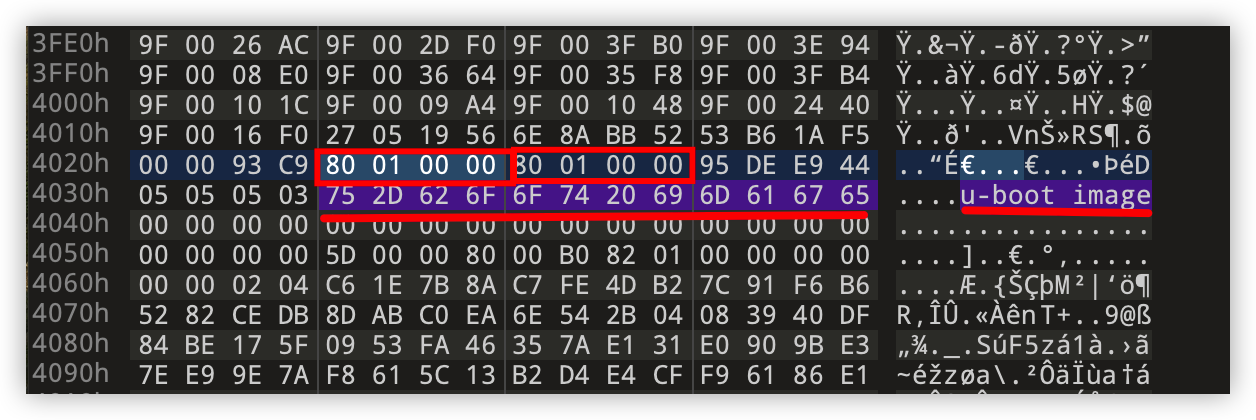 3FE0h 9F 00 26 AC 9F 00 2D F0 9F 00 3F B0 9F 00 3E 94 Ÿ.&¬Ÿ.-ðŸ.?°Ÿ.>”
3FF0h 9F 00 08 E0 9F 00 36 64 9F 00 35 F8 9F 00 3F B4 Ÿ..àŸ.6dŸ.5øŸ.?´
4000h 9F 00 10 1C 9F 00 09 A4 9F 00 10 48 9F 00 24 40 Ÿ...Ÿ..¤Ÿ..HŸ.$@
4010h 9F 00 16 F0 27 05 19 56 6E 8A BB 52 53 B6 1A F5 Ÿ..ð'..VnŠ»RS¶.õ
4020h 00 00 93 C9 80 01 00 00 80 01 00 00 95 DE E9 44 ..“É€...€...•ÞéD
4030h 05 05 05 03 75 2D 62 6F 6F 74 20 69 6D 61 67 65 ....u-boot image
4040h 00 00 00 00 00 00 00 00 00 00 00 00 00 00 00 00 ................
4050h 00 00 00 00 5D 00 00 80 00 B0 82 01 00 00 00 00 ....]..€.°‚.....
4060h 00 00 02 04 C6 1E 7B 8A C7 FE 4D B2 7C 91 F6 B6 ....Æ.{ŠÇþM²|‘ö¶
4070h 52 82 CE DB 8D AB C0 EA 6E 54 2B 04 08 39 40 DF R‚ÎÛ.«ÀênT+..9@ß
4080h 84 BE 17 5F 09 53 FA 46 35 7A E1 31 E0 90 9B E3 „¾._.SúF5zá1à.›ã
4090h 7E E9 9E 7A F8 61 5C 13 B2 D4 E4 CF F9 61 86 E1 ~éžzøa\.²ÔäÏùa†á